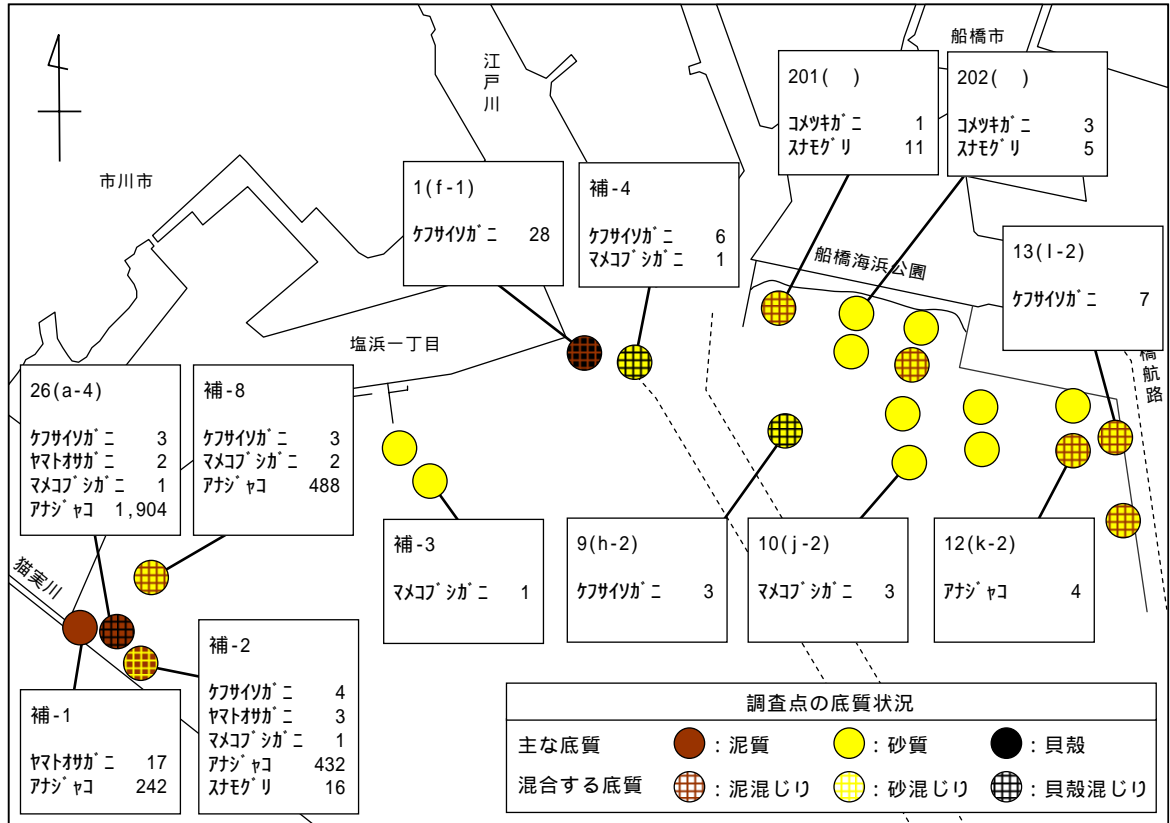 船橋市
江戸川
市川市
201( )
コメツキガニ 1
スナモグリ 11
202( )
コメツキガニ 3
スナモグリ 5
1(f-1)
ケフサイソガニ 28
補-4
ケフサイソガニ 6
マメコブシガニ 1
13(l-2)
ケフサイソガニ 7
船橋海浜公園
塩浜一丁目
橋航路
26(a-4)
ケフサイソガニ 3
ヤマトオサガニ 2
マメコブシガニ 1
アナジャコ 1,904
補-8
ケフサイソガニ 3
マメコブシガニ 2
アナジャコ 488
猫実川
補-3
マメコブシガニ 1
9(h-2)
ケフサイソガニ 3
10(j-2)
マメコブシガニ 3
12(k-2)
アナジャコ 4
補-1
ヤマトオサガニ 17
アナジャコ 242
補-2
ケフサイソガニ 4
ヤマトオサガニ 3
マメコブシガニ 1
アナジャコ 432
スナモグリ 16
調査点の底質状況
主な底質 :泥質 :砂質 :貝殻
混合する底質 :泥混じり :砂混じり :貝殻混じり